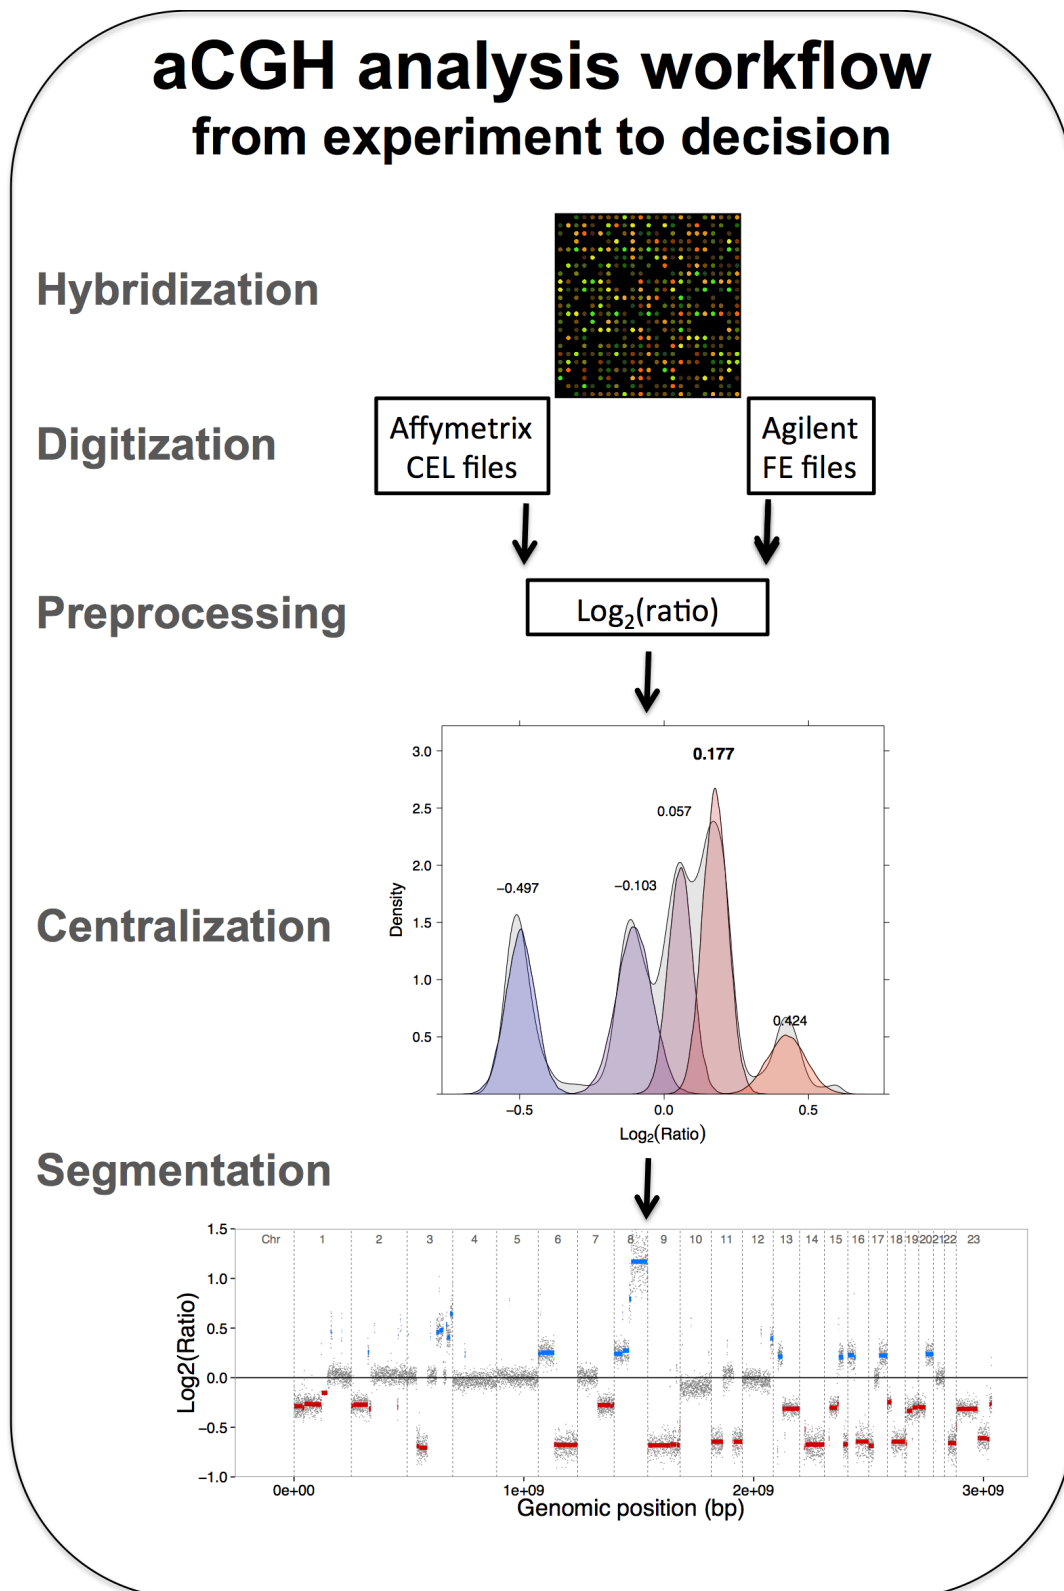 aCGH analysis workflow
from experiment to decision
Hybridization
Digitization
Affymetrix
CEL files
Agilent
FE files
Preprocessing
Log₂(ratio)
Centralization
3.0
2.5
2.0
1.5
1.0
0.5
Density
−0.497
−0.103
0.057
0.177
0.424
−0.5
0.0
0.5
Log₂(Ratio)
Segmentation
Chr 1 2 3 4 5 6 7 8 9 10 11 12 13 14 15 16 17 18 19 20 21 22 23
1.5
1.0
0.5
0.0
−0.5
−1.0
Log2(Ratio)
0e+00 1e+09 2e+09 3e+09
Genomic position (bp)